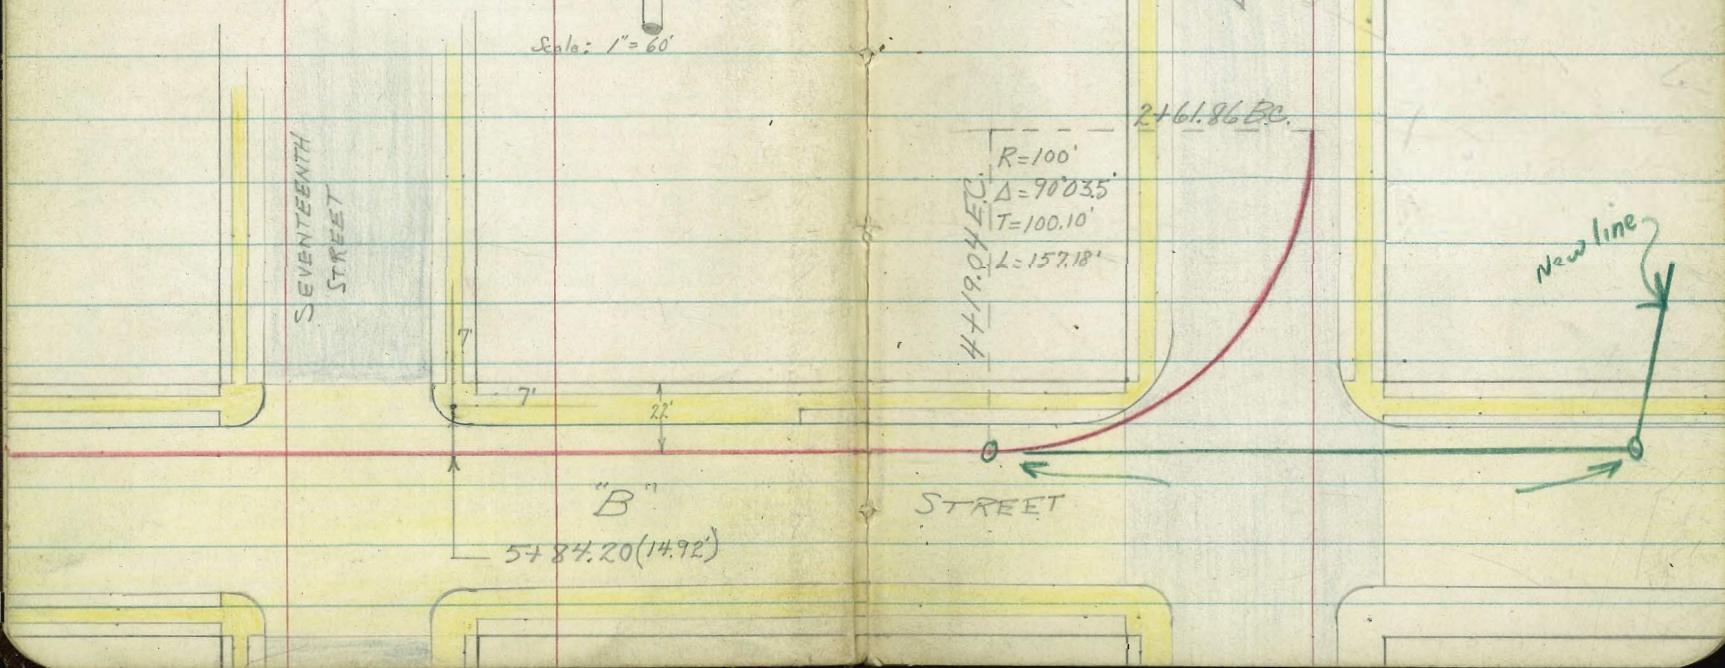 Scale: 1"= 60'
SEVENTEENTH
STREET
7'
7'
22'
"B" STREET
5+84.20(14.92')
2+61.86 B.C.
4+19.04 E.C.
R=100'
Δ=90°03.5'
T=100.10'
L=157.18'
New line